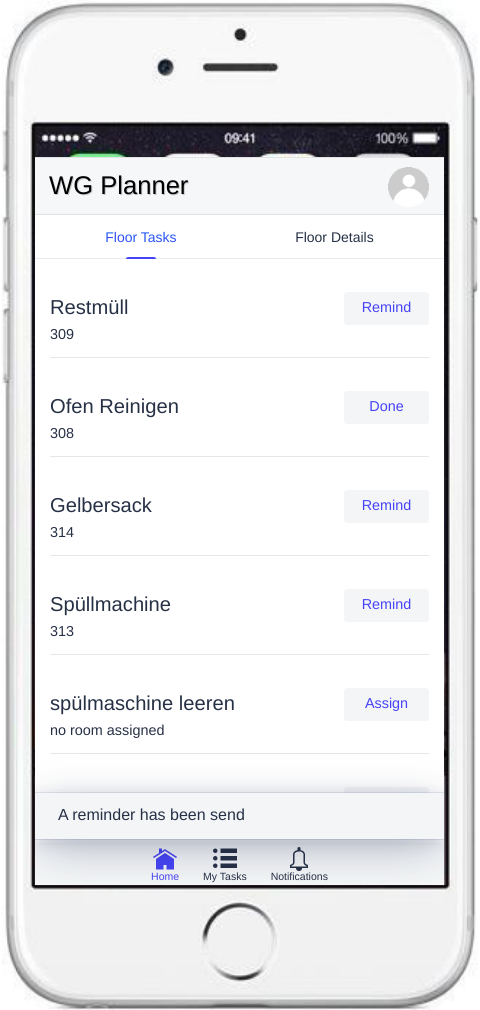 09:41 100%
WG Planner
Floor Tasks Floor Details
Restmüll Remind
309
Ofen Reinigen Done
308
Gelbersack Remind
314
Spüllmachine Remind
313
spülmaschine leeren Assign
no room assigned
A reminder has been send
Home My Tasks Notifications